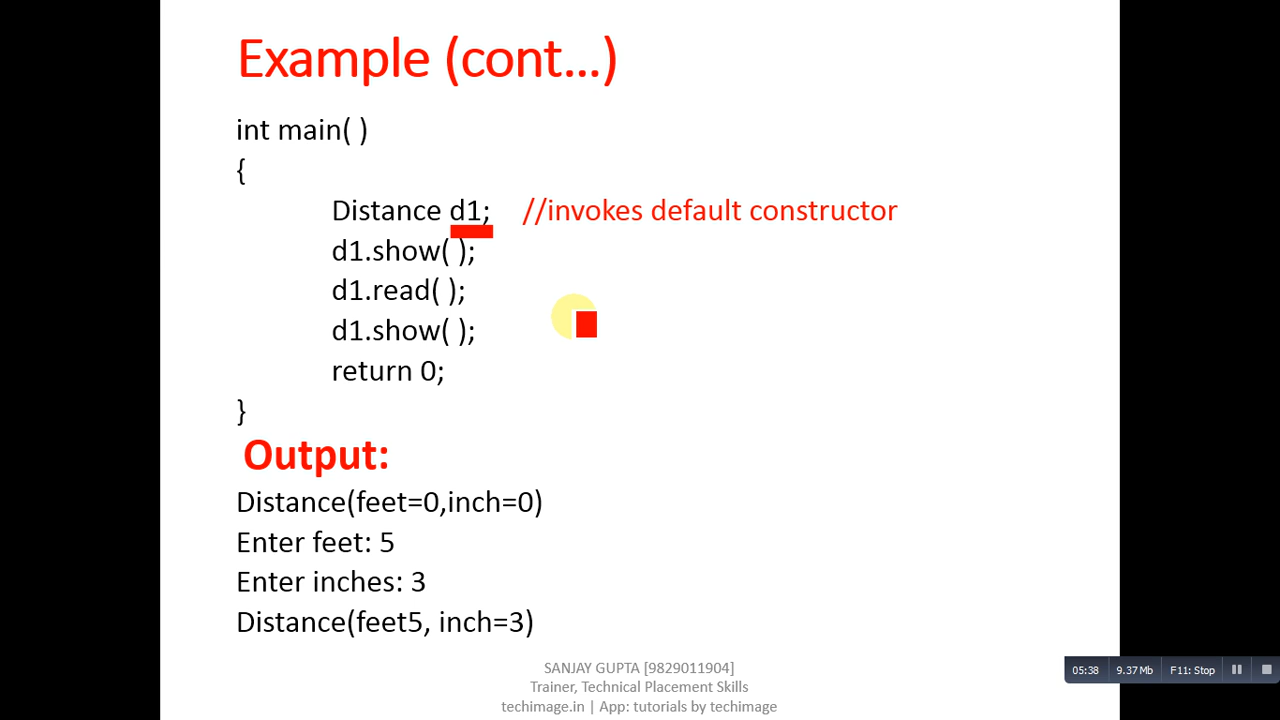 Example (cont...)
int main( )
{
Distance d1; //invokes default constructor
d1.show( );
d1.read( );
d1.show( );
return 0;
}
Output:
Distance(feet=0,inch=0)
Enter feet: 5
Enter inches: 3
Distance(feet5, inch=3)
SANJAY GUPTA [9829011904]
Trainer, Technical Placement Skills
techimage.in | App: tutorials by techimage
05:38 9.37 Mb F11: Stop